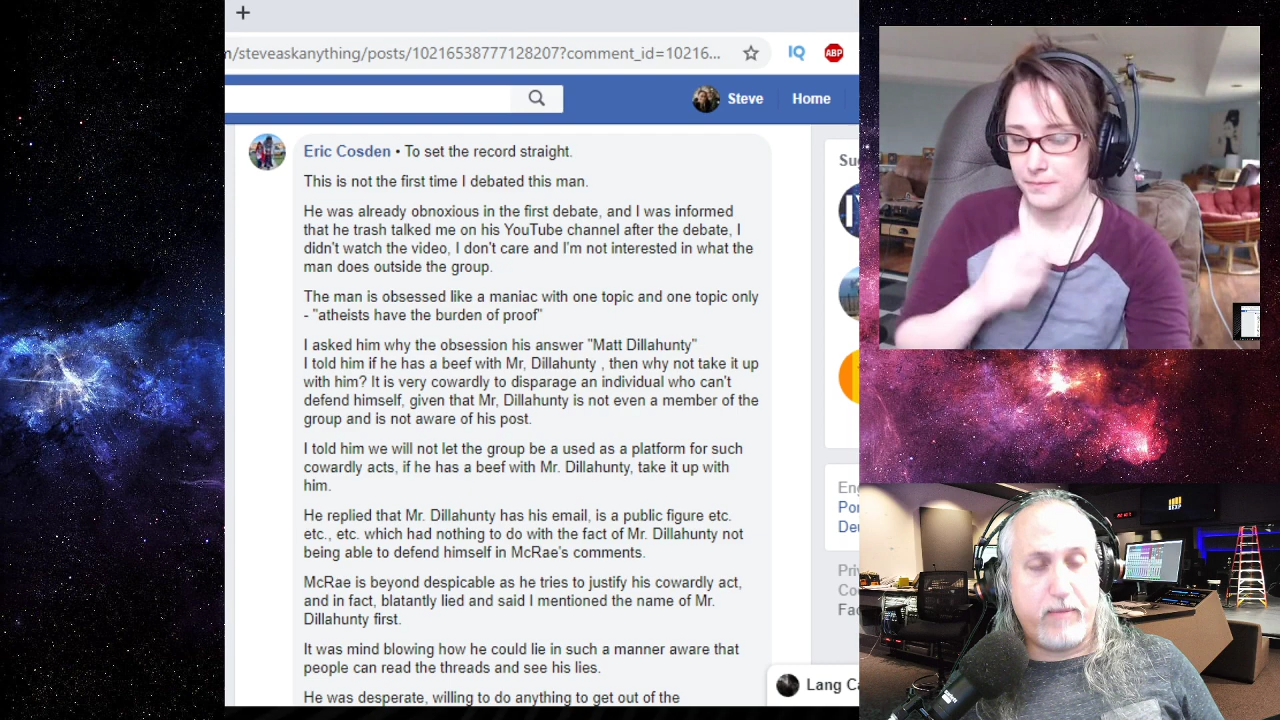 +
m/steveaskanything/posts/10216538777128207?comment_id=10216...
IQ
ABP
Steve
Home
Eric Cosden • To set the record straight.
This is not the first time I debated this man.
He was already obnoxious in the first debate, and I was informed
that he trash talked me on his YouTube channel after the debate, I
didn't watch the video, I don't care and I'm not interested in what the
man does outside the group.
The man is obsessed like a maniac with one topic and one topic only
- "atheists have the burden of proof"
I asked him why the obsession his answer "Matt Dillahunty"
I told him if he has a beef with Mr, Dillahunty , then why not take it up
with him? It is very cowardly to disparage an individual who can't
defend himself, given that Mr, Dillahunty is not even a member of the
group and is not aware of his post.
I told him we will not let the group be a used as a platform for such
cowardly acts, if he has a beef with Mr. Dillahunty, take it up with
him.
He replied that Mr. Dillahunty has his email, is a public figure etc.
etc., etc. which had nothing to do with the fact of Mr. Dillahunty not
being able to defend himself in McRae's comments.
McRae is beyond despicable as he tries to justify his cowardly act,
and in fact, blatantly lied and said I mentioned the name of Mr.
Dillahunty first.
It was mind blowing how he could lie in such a manner aware that
people can read the threads and see his lies.
He was desperate, willing to do anything to get out of the
Su
Eng
Por
Deu
Priv
Coo
Fac
Lang Ca